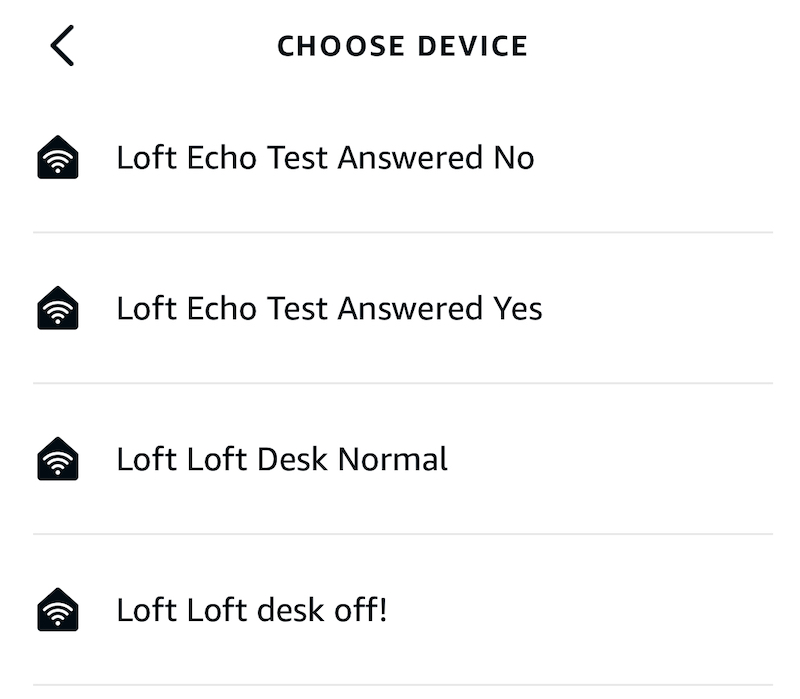 CHOOSE DEVICE
Loft Echo Test Answered No
Loft Echo Test Answered Yes
Loft Loft Desk Normal
Loft Loft desk off!